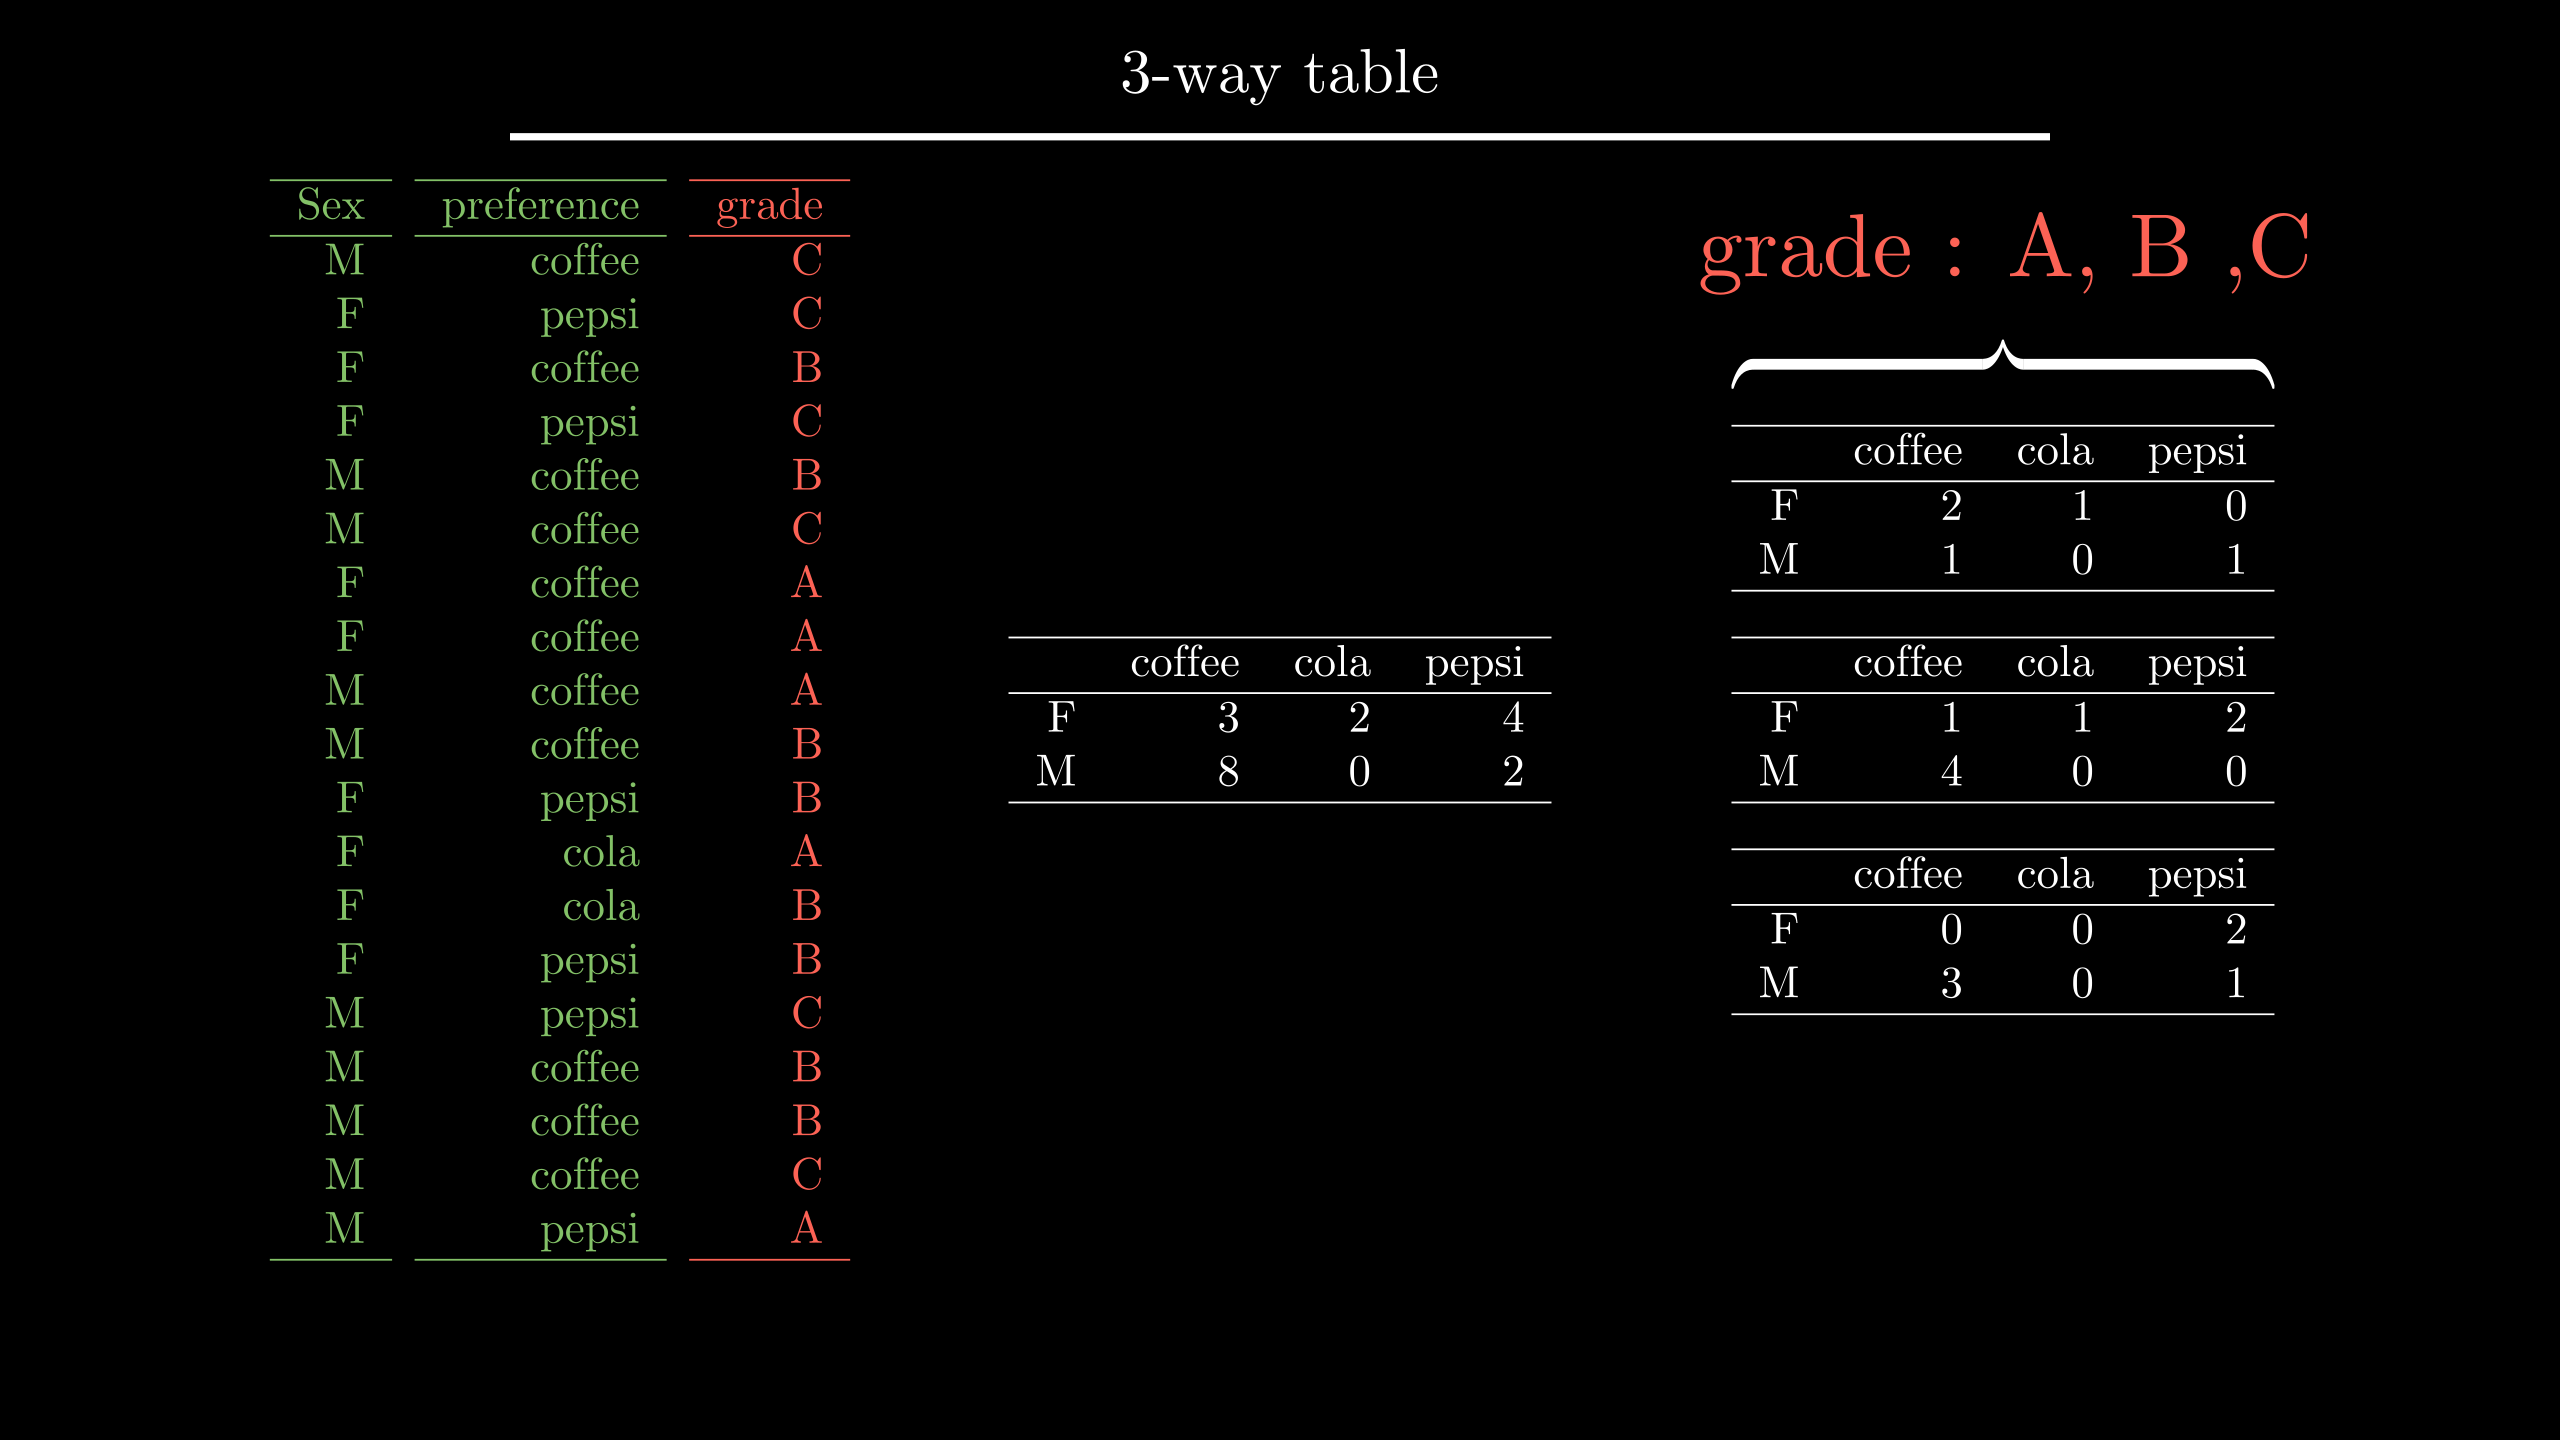 3-way table
Sex preference grade
M coffee C
F pepsi C
F coffee B
F pepsi C
M coffee B
M coffee C
F coffee A
F coffee A
M coffee A
M coffee B
F pepsi B
F cola A
F cola B
F pepsi B
M pepsi C
M coffee B
M coffee B
M coffee C
M pepsi A
coffee cola pepsi
F 3 2 4
M 8 0 2
grade : A, B ,C
coffee cola pepsi
F 2 1 0
M 1 0 1
coffee cola pepsi
F 1 1 2
M 4 0 0
coffee cola pepsi
F 0 0 2
M 3 0 1